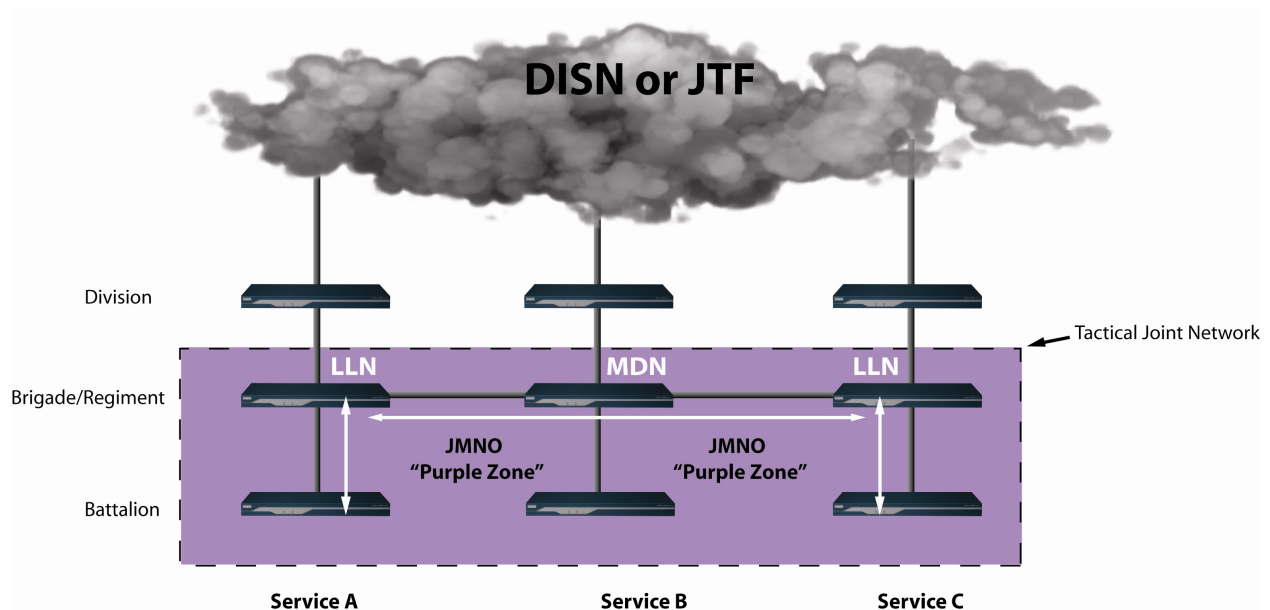 DISN or JTF
Division
Tactical Joint Network
LLN
MDN
LLN
Brigade/Regiment
JMNO
“Purple Zone”
JMNO
“Purple Zone”
Battalion
Service A
Service B
Service C